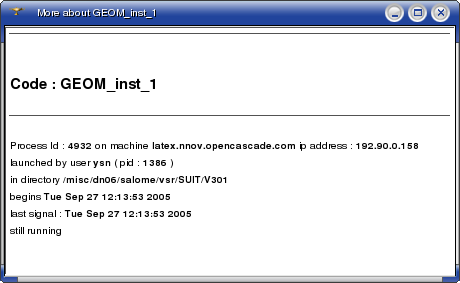 More about GEOM_inst_1
Code : GEOM_inst_1
Process Id : 4932 on machine latex.nnov.opencascade.com ip address : 192.90.0.158
launched by user ysn ( pid : 1386 )
in directory /misc/dn06/salome/vsr/SUIT/V301
begins Tue Sep 27 12:13:53 2005
last signal : Tue Sep 27 12:13:53 2005
still running